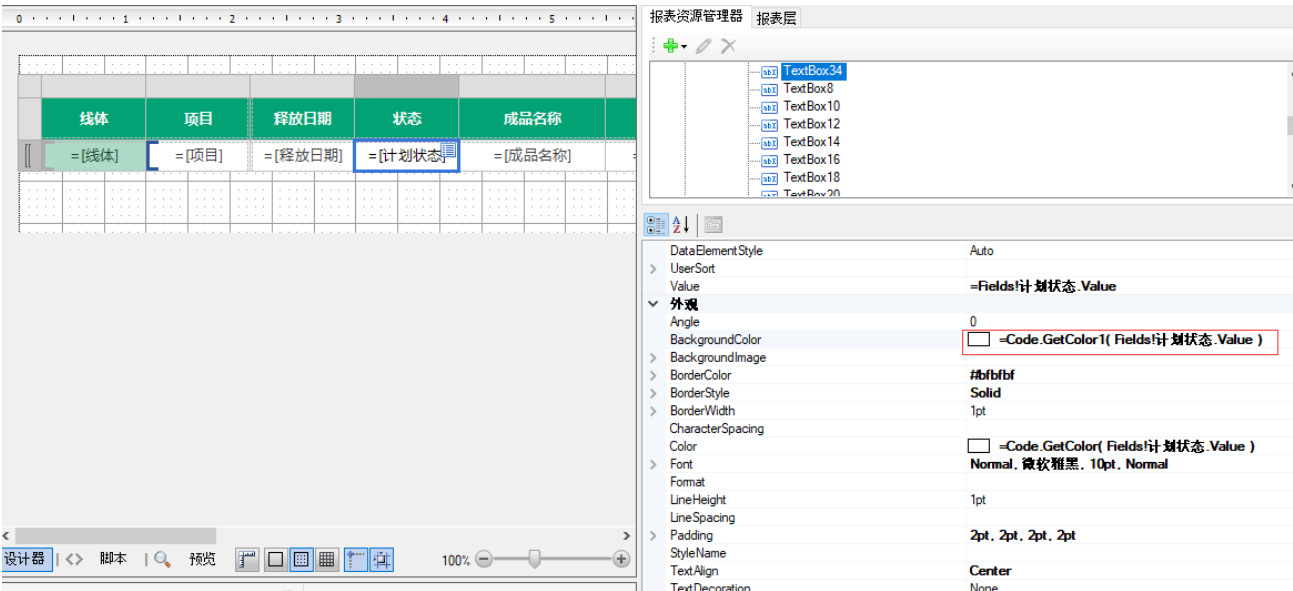 0 1 2 3 4 5
线体 项目 释放日期 状态 成品名称
=[线体] =[项目] =[释放日期] =[计划状态] =[成品名称]
设计器 脚本 预览 100%
报表资源管理器 报表层
TextBox34
TextBox8
TextBox10
TextBox12
TextBox14
TextBox16
TextBox18
TextBox20
DataElementStyle Auto
UserSort
Value =Fields!计划状态.Value
外观
Angle 0
BackgroundColor =Code.GetColor1( Fields!计划状态.Value )
BackgroundImage
BorderColor #bfbfbf
BorderStyle Solid
BorderWidth 1pt
CharacterSpacing
Color =Code.GetColor( Fields!计划状态.Value )
Font Normal, 微软雅黑, 10pt, Normal
Format
LineHeight 1pt
LineSpacing
Padding 2pt, 2pt, 2pt, 2pt
StyleName
TextAlign Center
TextDecoration None